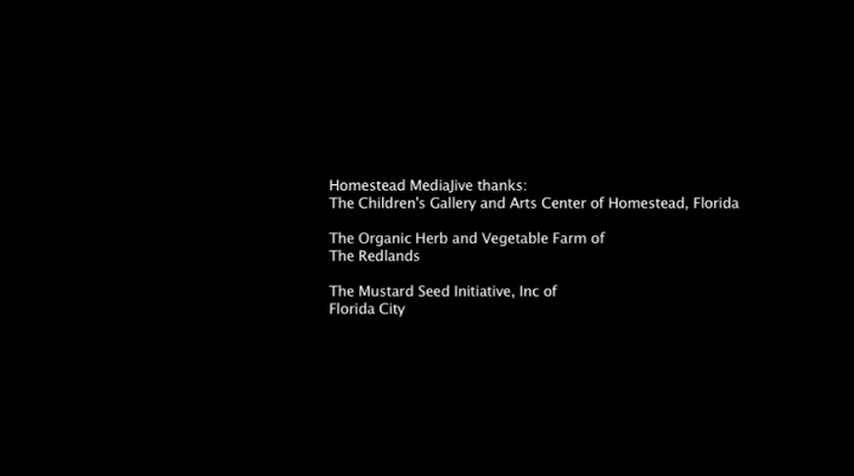 Homestead MediaJive thanks:
The Children's Gallery and Arts Center of Homestead, Florida
The Organic Herb and Vegetable Farm of
The Redlands
The Mustard Seed Initiative, Inc of
Florida City